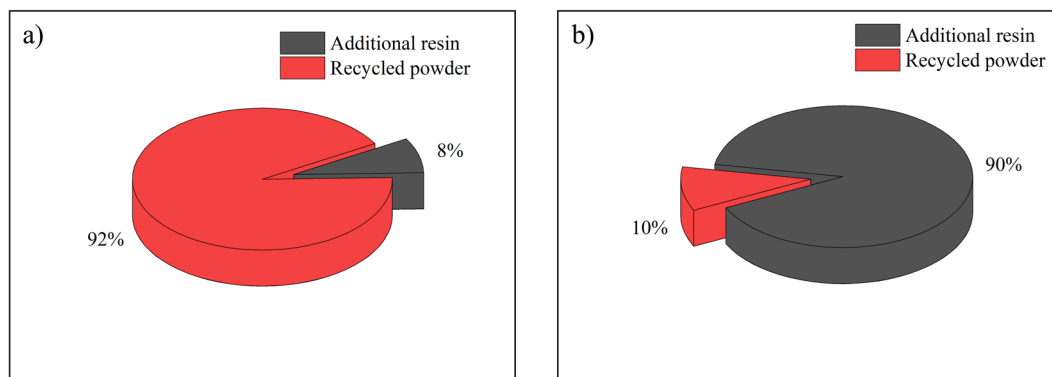 a)
Additional resin
Recycled powder
8%
92%
b)
Additional resin
Recycled powder
90%
10%